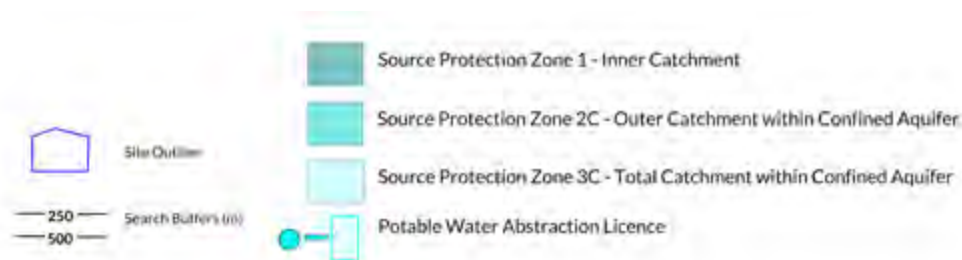 Source Protection Zone 1 - Inner Catchment
Source Protection Zone 2C - Outer Catchment within Confined Aquifer
Site Outline
Source Protection Zone 3C - Total Catchment within Confined Aquifer
250
Search Buffers (m)
500
Potable Water Abstraction Licence